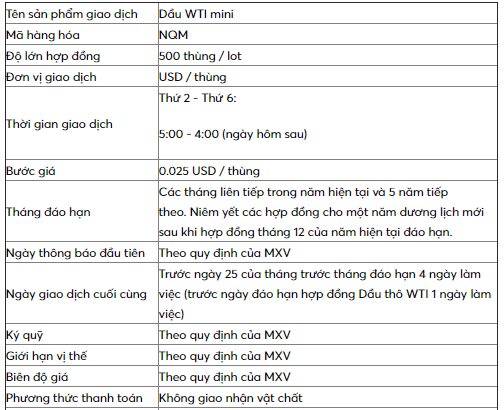 Tên sản phẩm giao dịch Dầu WTI mini
Mã hàng hóa NQM
Độ lớn hợp đồng 500 thùng / lot
Đơn vị giao dịch USD / thùng
Thời gian giao dịch Thứ 2 - Thứ 6:
5:00 - 4:00 (ngày hôm sau)
Bước giá 0.025 USD / thùng
Tháng đáo hạn Các tháng liên tiếp trong năm hiện tại và 5 năm tiếp
theo. Niêm yết các hợp đồng cho một năm dương lịch mới
sau khi hợp đồng tháng 12 của năm hiện tại đáo hạn.
Ngày thông báo đầu tiên Theo quy định của MXV
Ngày giao dịch cuối cùng Trước ngày 25 của tháng trước tháng đáo hạn 4 ngày làm
việc (trước ngày đáo hạn hợp đồng Dầu thô WTI 1 ngày làm
việc)
Ký quỹ Theo quy định của MXV
Giới hạn vị thế Theo quy định của MXV
Biên độ giá Theo quy định của MXV
Phương thức thanh toán Không giao nhận vật chất